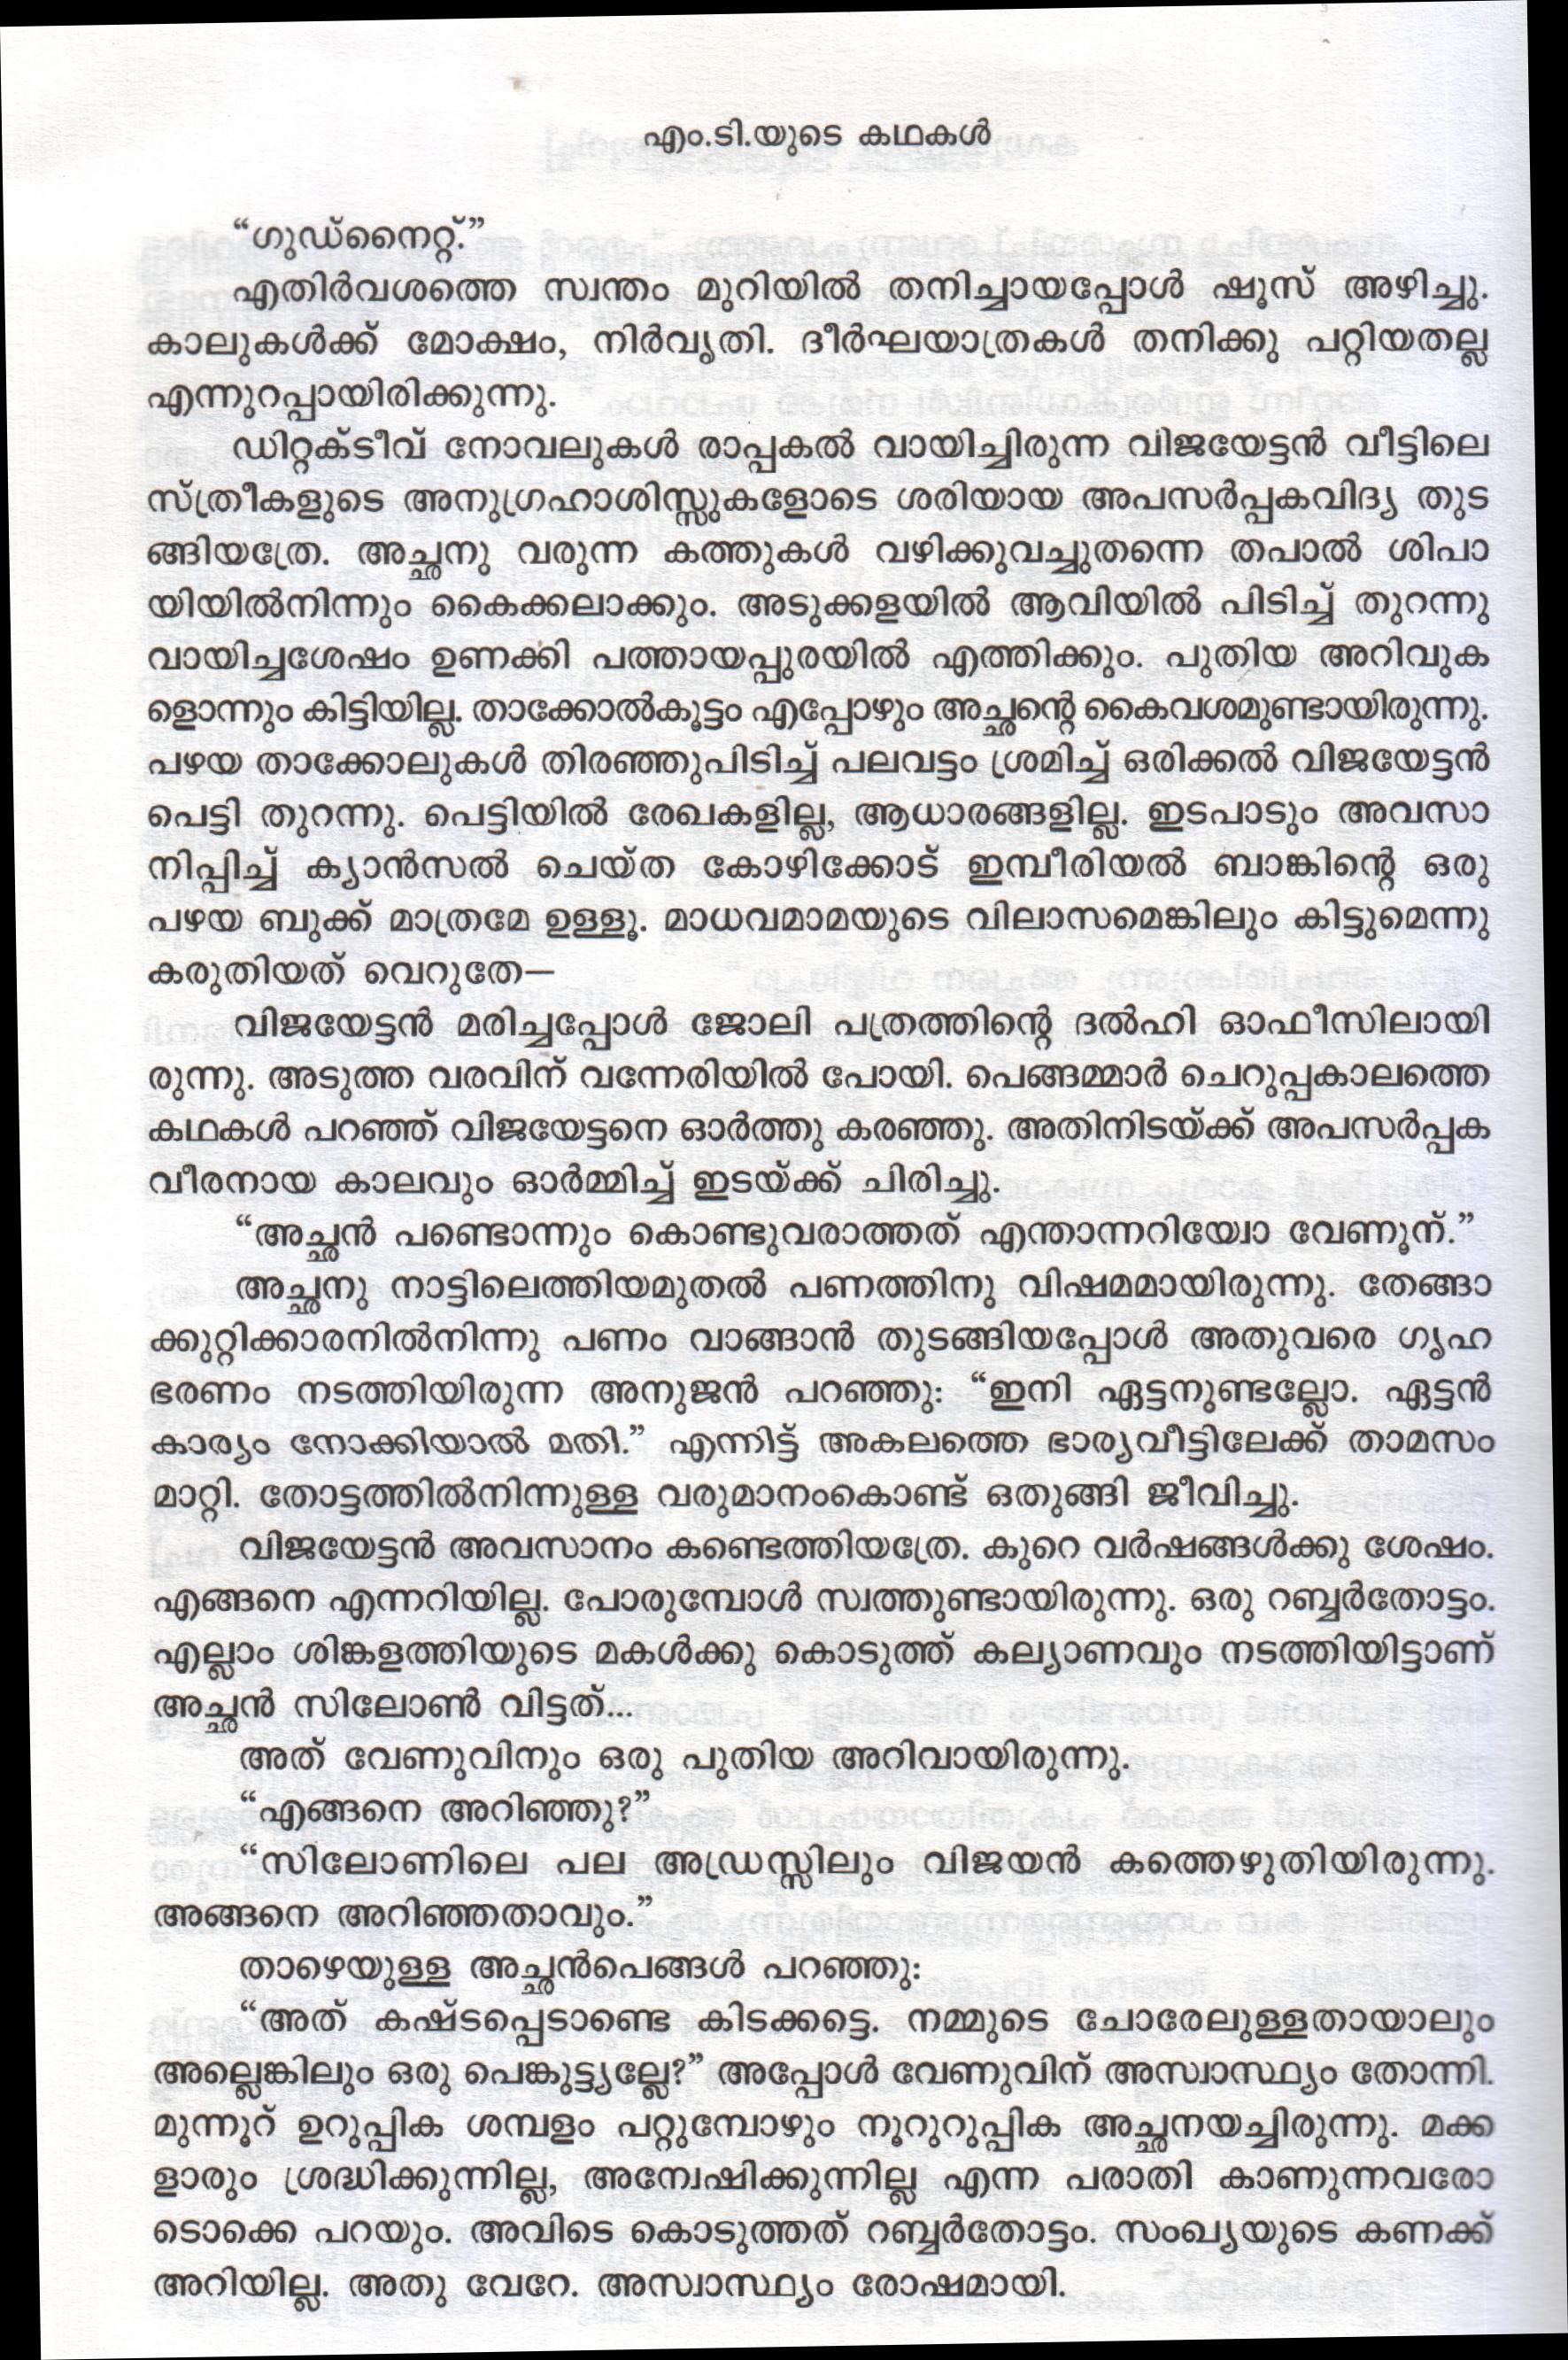 എം.ടി.യുടെ കഥകൾ
“ഗുഡ്നൈറ്റ്.”
എതിർവശത്തെ സ്വന്തം മുറിയിൽ തനിച്ചായപ്പോൾ ഷൂസ് അഴിച്ചു.
കാലുകൾക്ക് മോക്ഷം, നിർവൃതി. ദീർഘയാത്രകൾ തനിക്കു പറ്റിയതല്ല
എന്നുറപ്പായിരിക്കുന്നു.
ഡിറ്റക്ടീവ് നോവലുകൾ രാപ്പകൽ വായിച്ചിരുന്ന വിജയേട്ടൻ വീട്ടിലെ
സ്ത്രീകളുടെ അനുഗ്രഹാശിസ്സുകളോടെ ശരിയായ അപസർപ്പകവിദ്യ തുട
ങ്ങിയത്രേ. അച്ഛനു വരുന്ന കത്തുകൾ വഴിക്കുവച്ചുതന്നെ തപാൽ ശിപാ
യിയിൽനിന്നും കൈക്കലാക്കും. അടുക്കളയിൽ ആവിയിൽ പിടിച്ച് തുറന്നു
വായിച്ചശേഷം ഉണക്കി പത്തായപ്പുരയിൽ എത്തിക്കും. പുതിയ അറിവുക
ളൊന്നും കിട്ടിയില്ല. താക്കോൽകൂട്ടം എപ്പോഴും അച്ഛന്റെ കൈവശമുണ്ടായിരുന്നു.
പഴയ താക്കോലുകൾ തിരഞ്ഞുപിടിച്ച് പലവട്ടം ശ്രമിച്ച് ഒരിക്കൽ വിജയേട്ടൻ
പെട്ടി തുറന്നു. പെട്ടിയിൽ രേഖകളില്ല, ആധാരങ്ങളില്ല. ഇടപാടും അവസാ
നിപ്പിച്ച് ക്യാൻസൽ ചെയ്ത കോഴിക്കോട് ഇമ്പീരിയൽ ബാങ്കിന്റെ ഒരു
പഴയ ബുക്ക് മാത്രമേ ഉള്ളൂ. മാധവമാമയുടെ വിലാസമെങ്കിലും കിട്ടുമെന്നു
കരുതിയത് വെറുതേ—
വിജയേട്ടൻ മരിച്ചപ്പോൾ ജോലി പത്രത്തിന്റെ ദൽഹി ഓഫീസിലായി
രുന്നു. അടുത്ത വരവിന് വന്നേരിയിൽ പോയി. പെങ്ങമ്മാർ ചെറുപ്പകാലത്തെ
കഥകൾ പറഞ്ഞ് വിജയേട്ടനെ ഓർത്തു കരഞ്ഞു. അതിനിടയ്ക്ക് അപസർപ്പക
വീരനായ കാലവും ഓർമ്മിച്ച് ഇടയ്ക്ക് ചിരിച്ചു.
“അച്ഛൻ പണ്ടൊന്നും കൊണ്ടുവരാത്തത് എന്താന്നറിയ്വോ വേണൂന്.”
അച്ഛനു നാട്ടിലെത്തിയമുതൽ പണത്തിനു വിഷമമായിരുന്നു. തേങ്ങാ
ക്കുറ്റിക്കാരനിൽനിന്നു പണം വാങ്ങാൻ തുടങ്ങിയപ്പോൾ അതുവരെ ഗൃഹ
ഭരണം നടത്തിയിരുന്ന അനുജൻ പറഞ്ഞു: “ഇനി ഏട്ടനുണ്ടല്ലോ. ഏട്ടൻ
കാര്യം നോക്കിയാൽ മതി.” എന്നിട്ട് അകലത്തെ ഭാര്യവീട്ടിലേക്ക് താമസം
മാറ്റി. തോട്ടത്തിൽനിന്നുള്ള വരുമാനംകൊണ്ട് ഒതുങ്ങി ജീവിച്ചു.
വിജയേട്ടൻ അവസാനം കണ്ടെത്തിയത്രേ. കുറെ വർഷങ്ങൾക്കു ശേഷം.
എങ്ങനെ എന്നറിയില്ല. പോരുമ്പോൾ സ്വത്തുണ്ടായിരുന്നു. ഒരു റബ്ബർതോട്ടം.
എല്ലാം ശിങ്കളത്തിയുടെ മകൾക്കു കൊടുത്ത് കല്യാണവും നടത്തിയിട്ടാണ്
അച്ഛൻ സിലോൺ വിട്ടത്...
അത് വേണുവിനും ഒരു പുതിയ അറിവായിരുന്നു.
“എങ്ങനെ അറിഞ്ഞു?”
“സിലോണിലെ പല അഡ്രസ്സിലും വിജയൻ കത്തെഴുതിയിരുന്നു.
അങ്ങനെ അറിഞ്ഞതാവും.”
താഴെയുള്ള അച്ഛൻപെങ്ങൾ പറഞ്ഞു:
“അത് കഷ്ടപ്പെടാണ്ടെ കിടക്കട്ടെ. നമ്മുടെ ചോരേലുള്ളതായാലും
അല്ലെങ്കിലും ഒരു പെങ്കുട്ട്യല്ലേ?” അപ്പോൾ വേണുവിന് അസ്വാസ്ഥ്യം തോന്നി.
മുന്നൂറ് ഉറുപ്പിക ശമ്പളം പറ്റുമ്പോഴും നൂറുറുപ്പിക അച്ഛനയച്ചിരുന്നു. മക്ക
ളാരും ശ്രദ്ധിക്കുന്നില്ല, അന്വേഷിക്കുന്നില്ല എന്ന പരാതി കാണുന്നവരോ
ടൊക്കെ പറയും. അവിടെ കൊടുത്തത് റബ്ബർതോട്ടം. സംഖ്യയുടെ കണക്ക്
അറിയില്ല. അതു വേറേ. അസ്വാസ്ഥ്യം രോഷമായി.